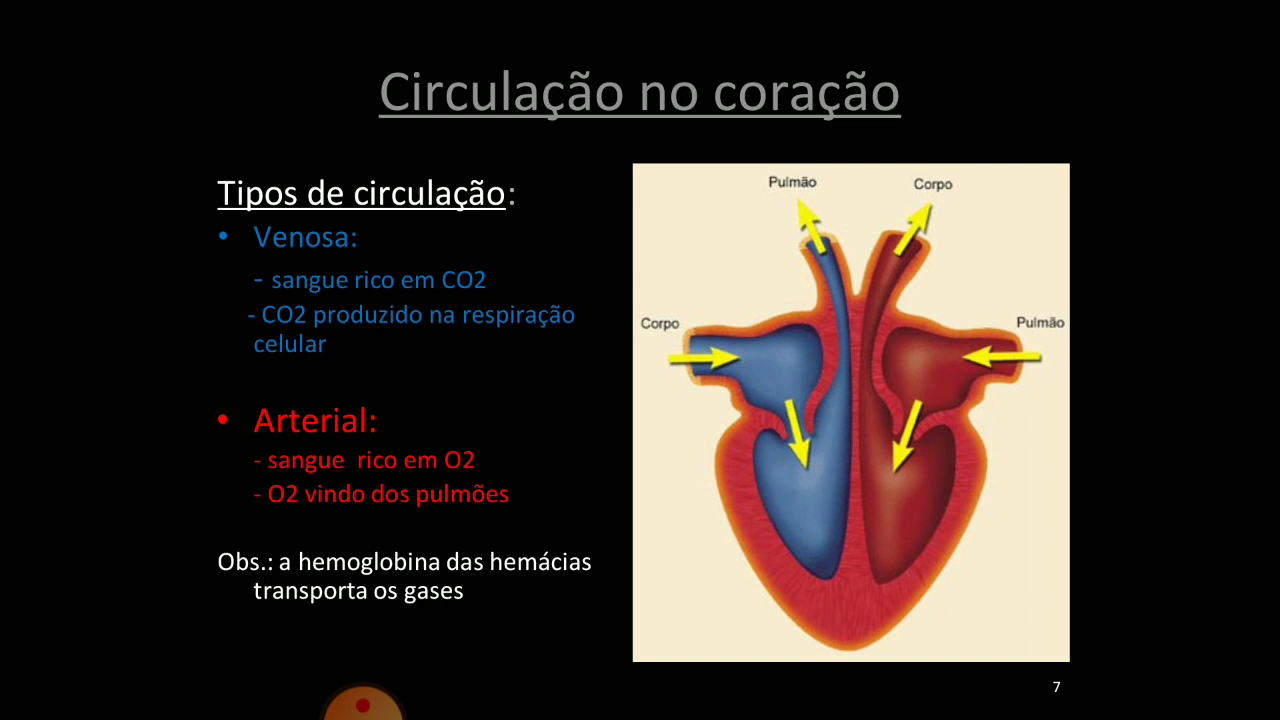 Circulação no coração
Tipos de circulação:
• Venosa:
- sangue rico em CO2
- CO2 produzido na respiração
celular
• Arterial:
- sangue  rico em O2
- O2 vindo dos pulmões
Obs.: a hemoglobina das hemácias
transporta os gases
Pulmão
Corpo
Corpo
Pulmão
7